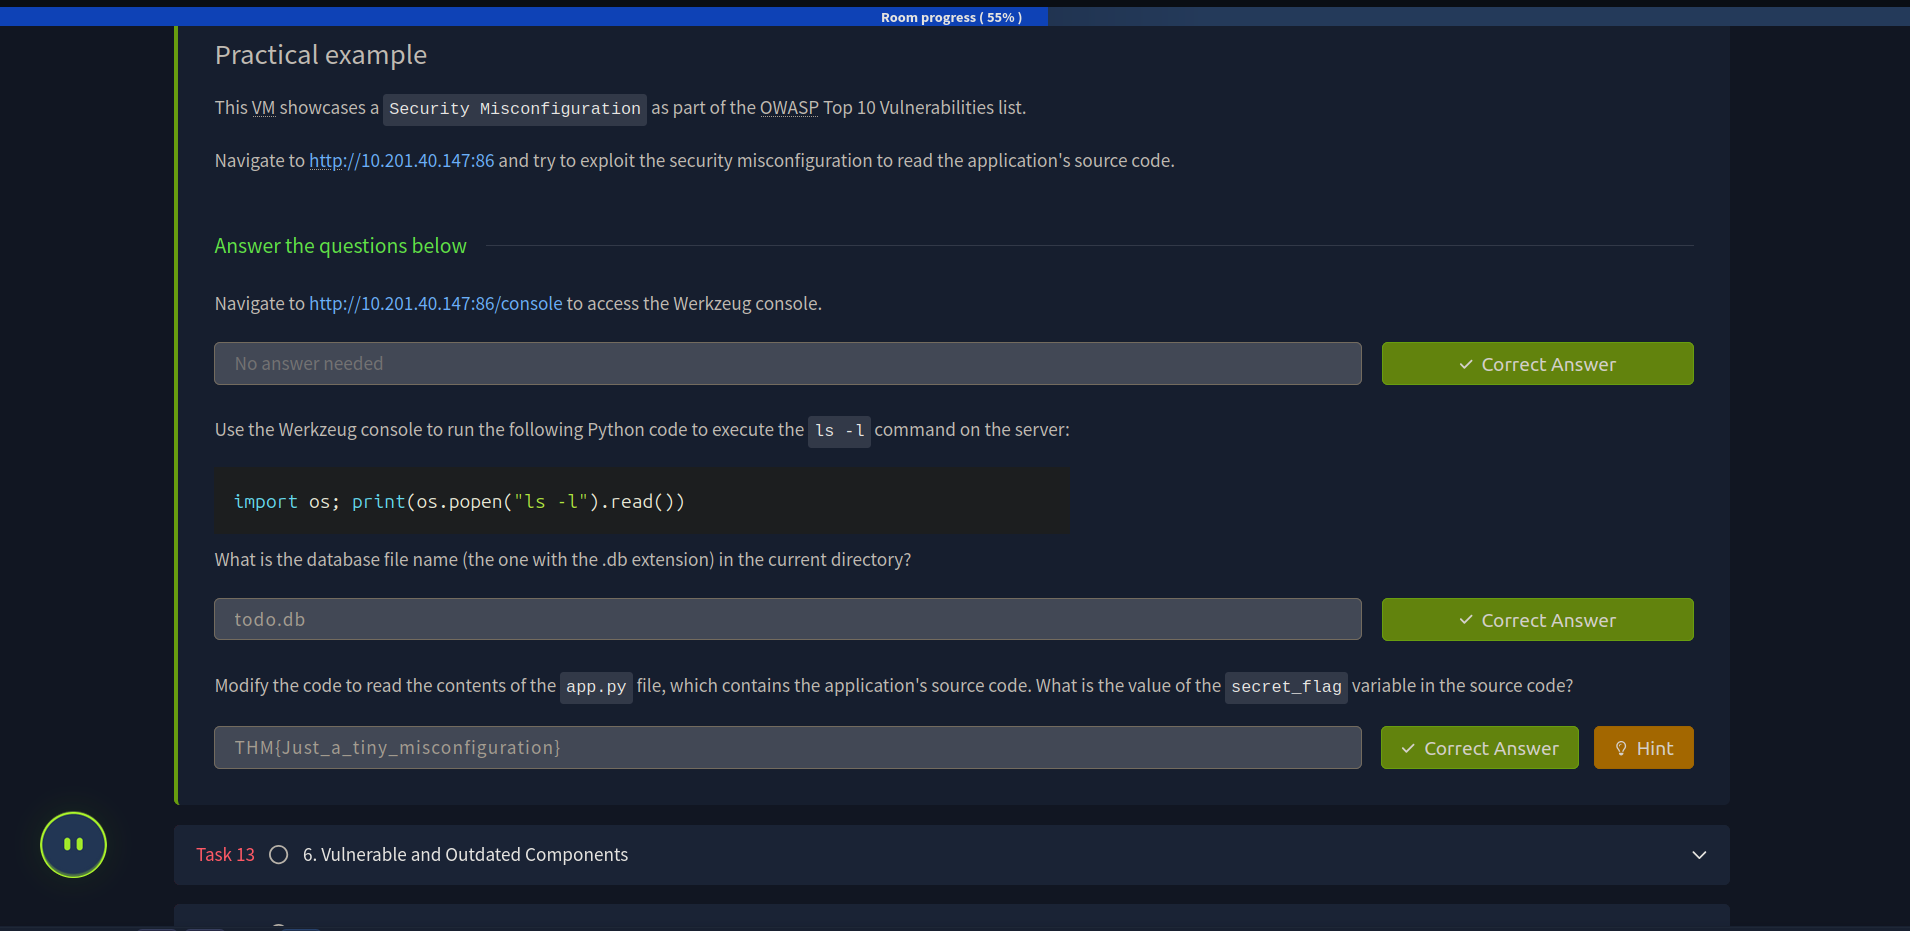 Room progress ( 55% )
Practical example
This VM showcases a Security Misconfiguration as part of the OWASP Top 10 Vulnerabilities list.
Navigate to http://10.201.40.147:86 and try to exploit the security misconfiguration to read the application's source code.
Answer the questions below
Navigate to http://10.201.40.147:86/console to access the Werkzeug console.
No answer needed
Correct Answer
Use the Werkzeug console to run the following Python code to execute the ls -l command on the server:
import os; print(os.popen("ls -l").read())
What is the database file name (the one with the .db extension) in the current directory?
todo.db
Correct Answer
Modify the code to read the contents of the app.py file, which contains the application's source code. What is the value of the secret_flag variable in the source code?
THM{Just_a_tiny_misconfiguration}
Correct Answer
Hint
Task 13
6. Vulnerable and Outdated Components